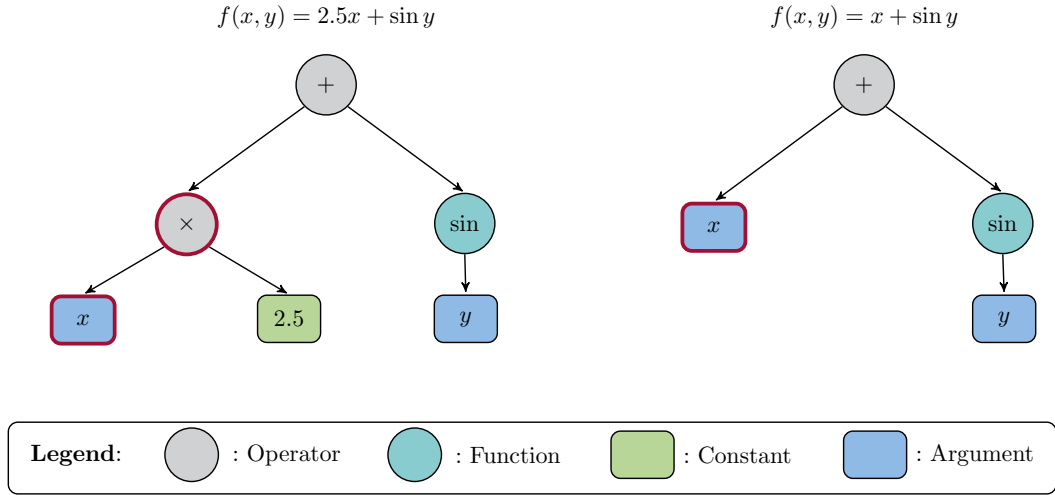 f(x, y) = 2.5x + sin y
f(x, y) = x + sin y
+
+
×
sin
x
sin
x
2.5
y
y
Legend: : Operator : Function : Constant : Argument